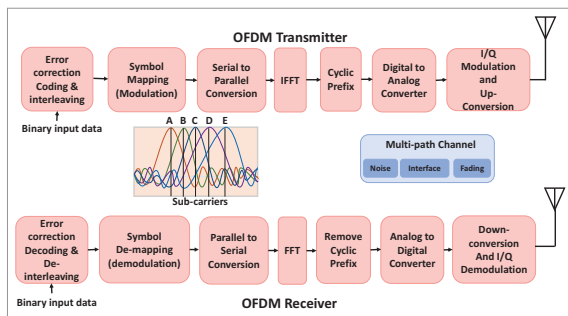 OFDM Transmitter
Error
correction
Coding &
interleaving
Symbol
Mapping
(Modulation)
Serial to
Parallel
Conversion
IFFT
Cyclic
Prefix
Digital to
Analog
Converter
I/Q
Modulation
and
Up-
Conversion
Binary input data
A B C D E
Sub-carriers
Multi-path Channel
Noise Interface Fading
Error
correction
Decoding &
De-
interleaving
Symbol
De-mapping
(demodulation)
Parallel to
Serial
Conversion
FFT
Remove
Cyclic
Prefix
Analog to
Digital
Converter
Down-
conversion
And I/Q
Demodulation
Binary input data
OFDM Receiver